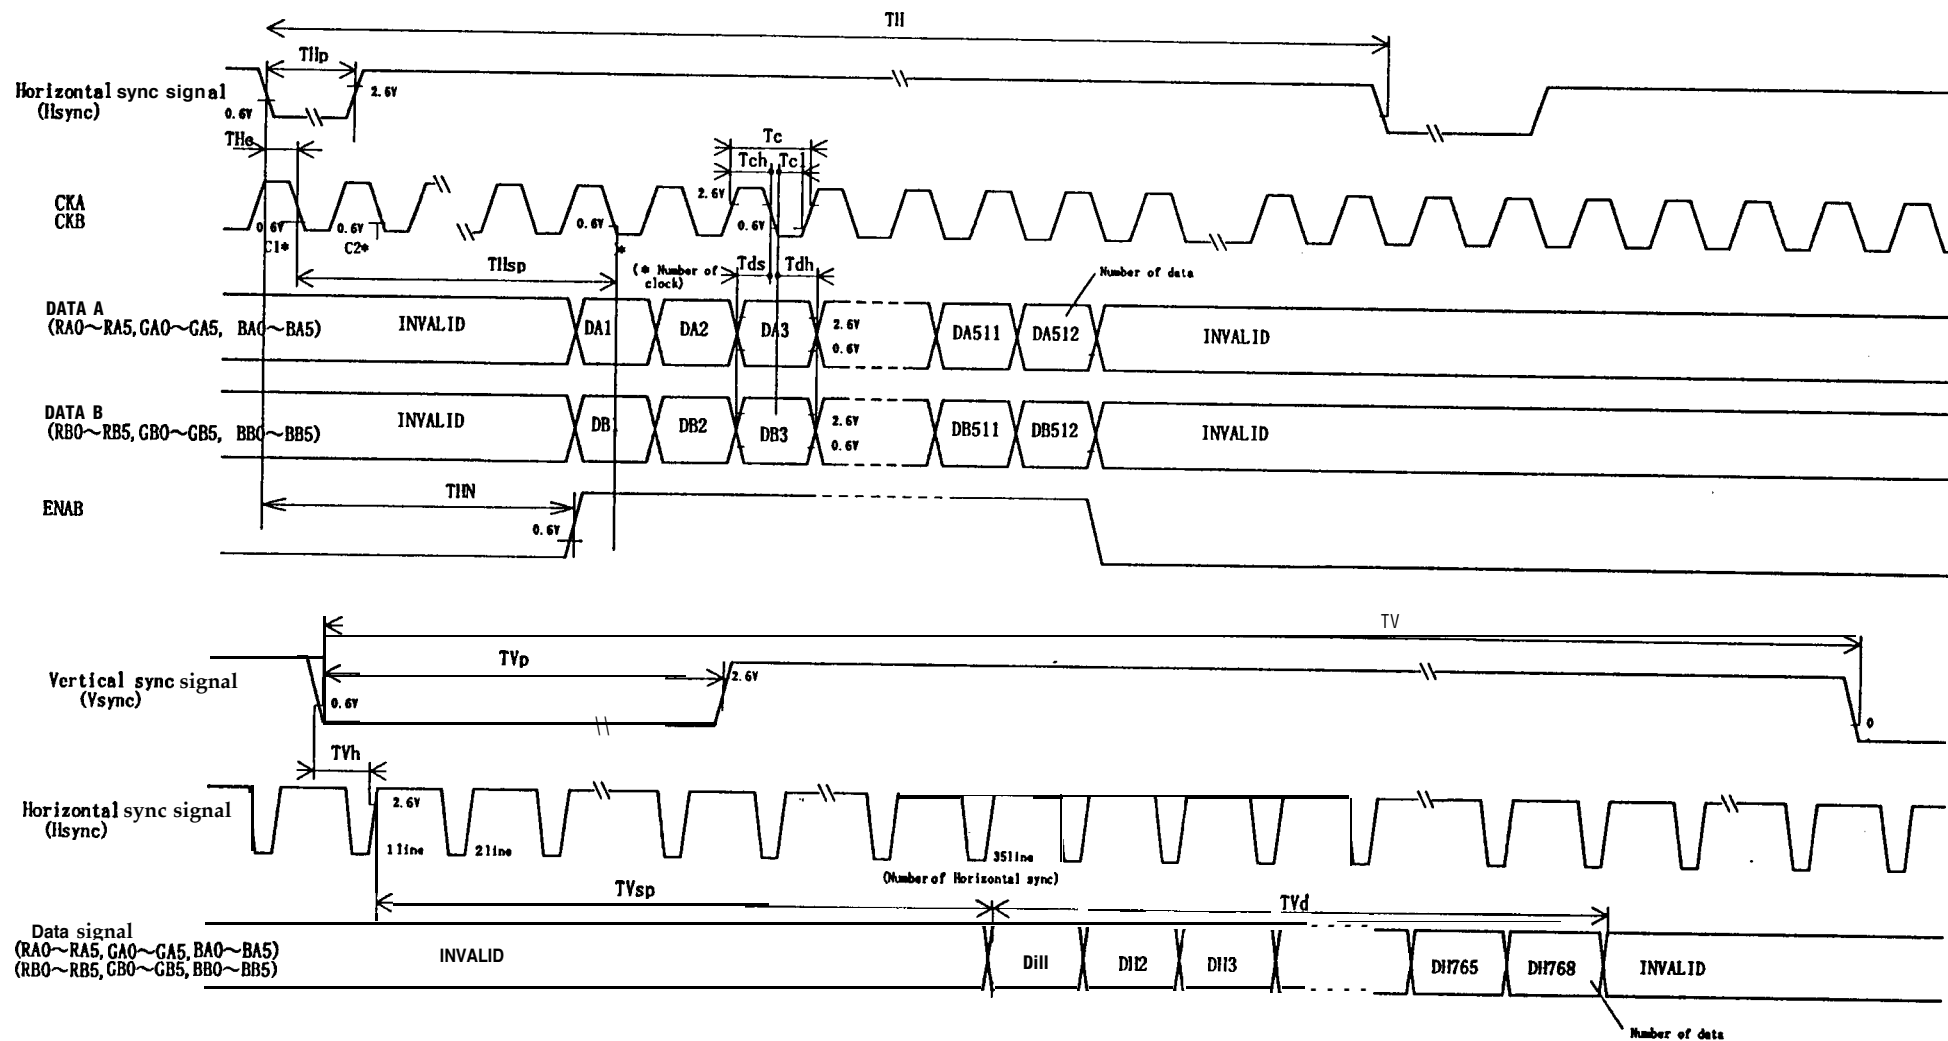 TH
THp
Horizontal sync signal
(Hsync)
0.6V
2.6V
THc
Tc
Tch
Tcl
CKA
CKB
2.6V
0.6V
0.6V
0.6V
0.6V
C1*
C2*
*
THsp
(* Number of
clock)
Tds
Tdh
Number of data
DATA A
(RA0~RA5, GA0~GA5, BA0~BA5)
INVALID
DA1
DA2
DA3
2.6V
0.6V
DA511
DA512
INVALID
DATA B
(RB0~RB5, GB0~GB5, BB0~BB5)
INVALID
DB
DB2
DB3
2.6V
0.6V
DB511
DB512
INVALID
THN
ENAB
0.6V
TV
TVp
Vertical sync signal
(Vsync)
0.6V
2.6V
0
TVh
Horizontal sync signal
(Hsync)
2.6V
1line
2line
35line
(Number of Horizontal sync)
TVsp
TVd
Data signal
(RA0~RA5, GA0~GA5, BA0~BA5)
(RB0~RB5, GB0~GB5, BB0~BB5)
INVALID
DH1
DH2
DH3
DH765
DH768
INVALID
Number of data